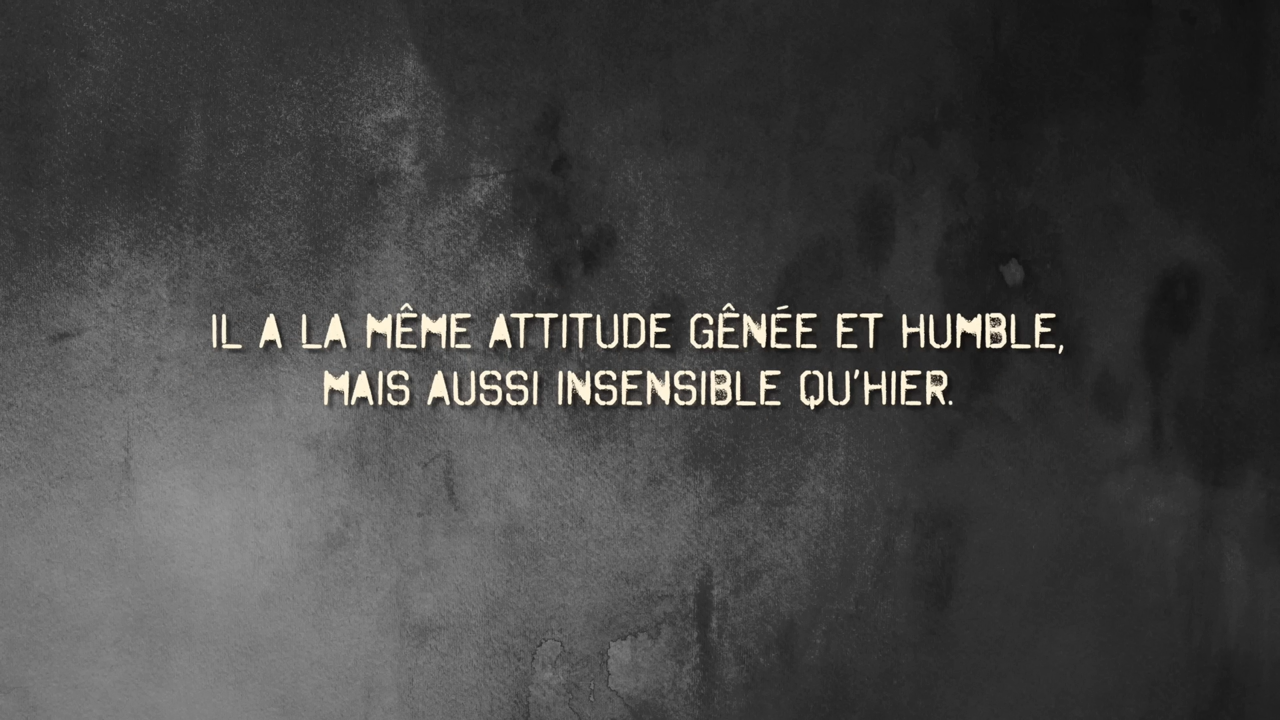 IL A LA MÊME ATTITUDE GÊNÉE ET HUMBLE,
MAIS AUSSI INSENSIBLE QU'HIER.